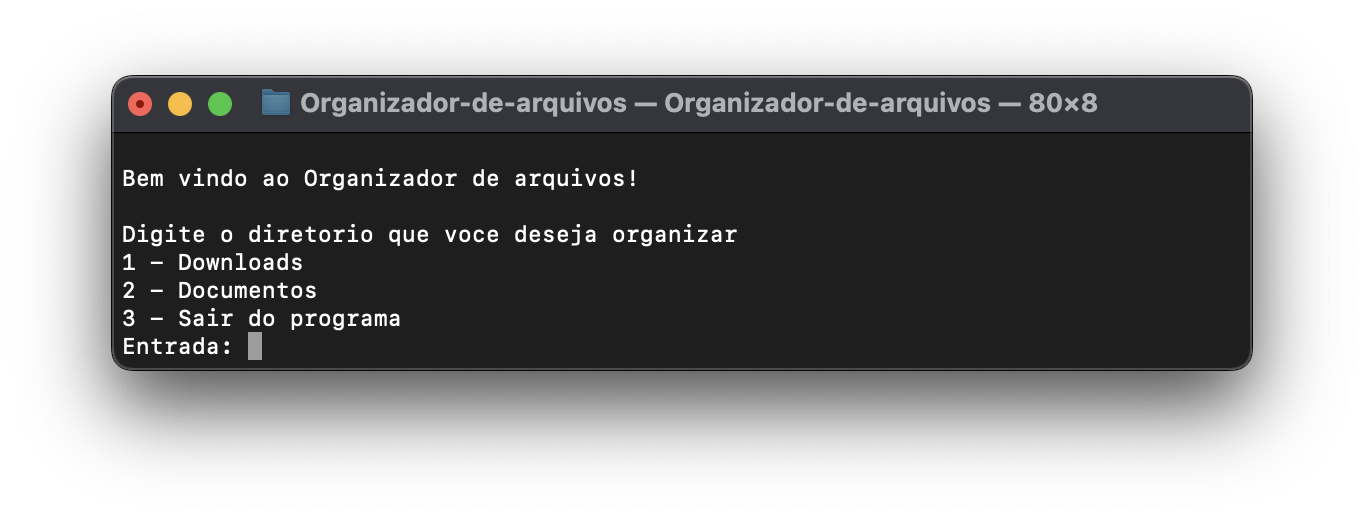 Organizador-de-arquivos — Organizador-de-arquivos — 80×8
Bem vindo ao Organizador de arquivos!
Digite o diretorio que voce deseja organizar
1 - Downloads
2 - Documentos
3 - Sair do programa
Entrada: